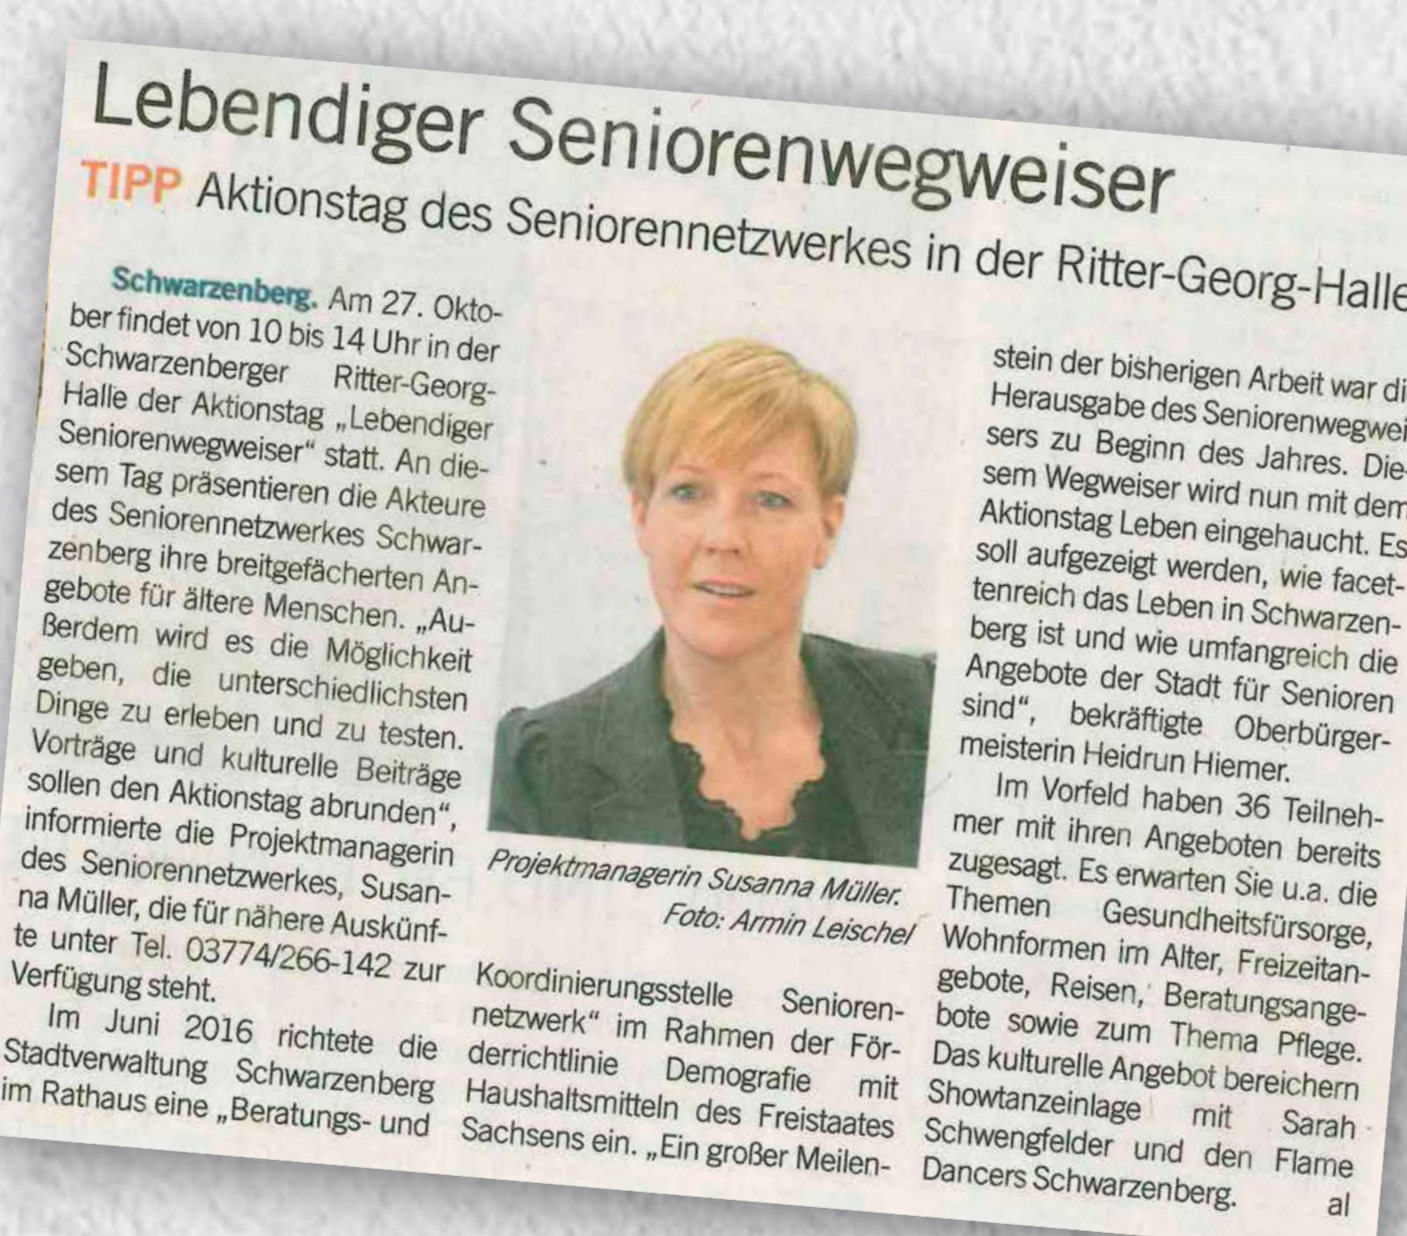 Lebendiger Seniorenwegweiser
TIPP Aktionstag des Seniorennetzwerkes in der Ritter-Georg-Halle
Schwarzenberg. Am 27. Okto-
ber findet von 10 bis 14 Uhr in der
Schwarzenberger Ritter-Georg-
Halle der Aktionstag „Lebendiger
Seniorenwegweiser“ statt. An die-
sem Tag präsentieren die Akteure
des Seniorennetzwerkes Schwar-
zenberg ihre breitgefächerten An-
gebote für ältere Menschen. „Au-
ßerdem wird es die Möglichkeit
geben, die unterschiedlichsten
Dinge zu erleben und zu testen.
Vorträge und kulturelle Beiträge
sollen den Aktionstag abrunden“,
informierte die Projektmanagerin
des Seniorennetzwerkes, Susan-
na Müller, die für nähere Auskünf-
te unter Tel. 03774/266-142 zur
Verfügung steht.
Im Juni 2016 richtete die
Stadtverwaltung Schwarzenberg
im Rathaus eine „Beratungs- und
Projektmanagerin Susanna Müller.
Foto: Armin Leischel
Koordinierungsstelle Senioren-
netzwerk“ im Rahmen der För-
derrichtlinie Demografie mit
Haushaltsmitteln des Freistaates
Sachsens ein. „Ein großer Meilen-
stein der bisherigen Arbeit war di
Herausgabe des Seniorenwegwei
sers zu Beginn des Jahres. Die-
sem Wegweiser wird nun mit dem
Aktionstag Leben eingehaucht. Es
soll aufgezeigt werden, wie facet-
tenreich das Leben in Schwarzen-
berg ist und wie umfangreich die
Angebote der Stadt für Senioren
sind“, bekräftigte Oberbürger-
meisterin Heidrun Hiemer.
Im Vorfeld haben 36 Teilneh-
mer mit ihren Angeboten bereits
zugesagt. Es erwarten Sie u.a. die
Themen Gesundheitsfürsorge,
Wohnformen im Alter, Freizeitan-
gebote, Reisen, Beratungsange-
bote sowie zum Thema Pflege.
Das kulturelle Angebot bereichern
Showtanzeinlage mit Sarah
Schwengfelder und den Flame
Dancers Schwarzenberg. al